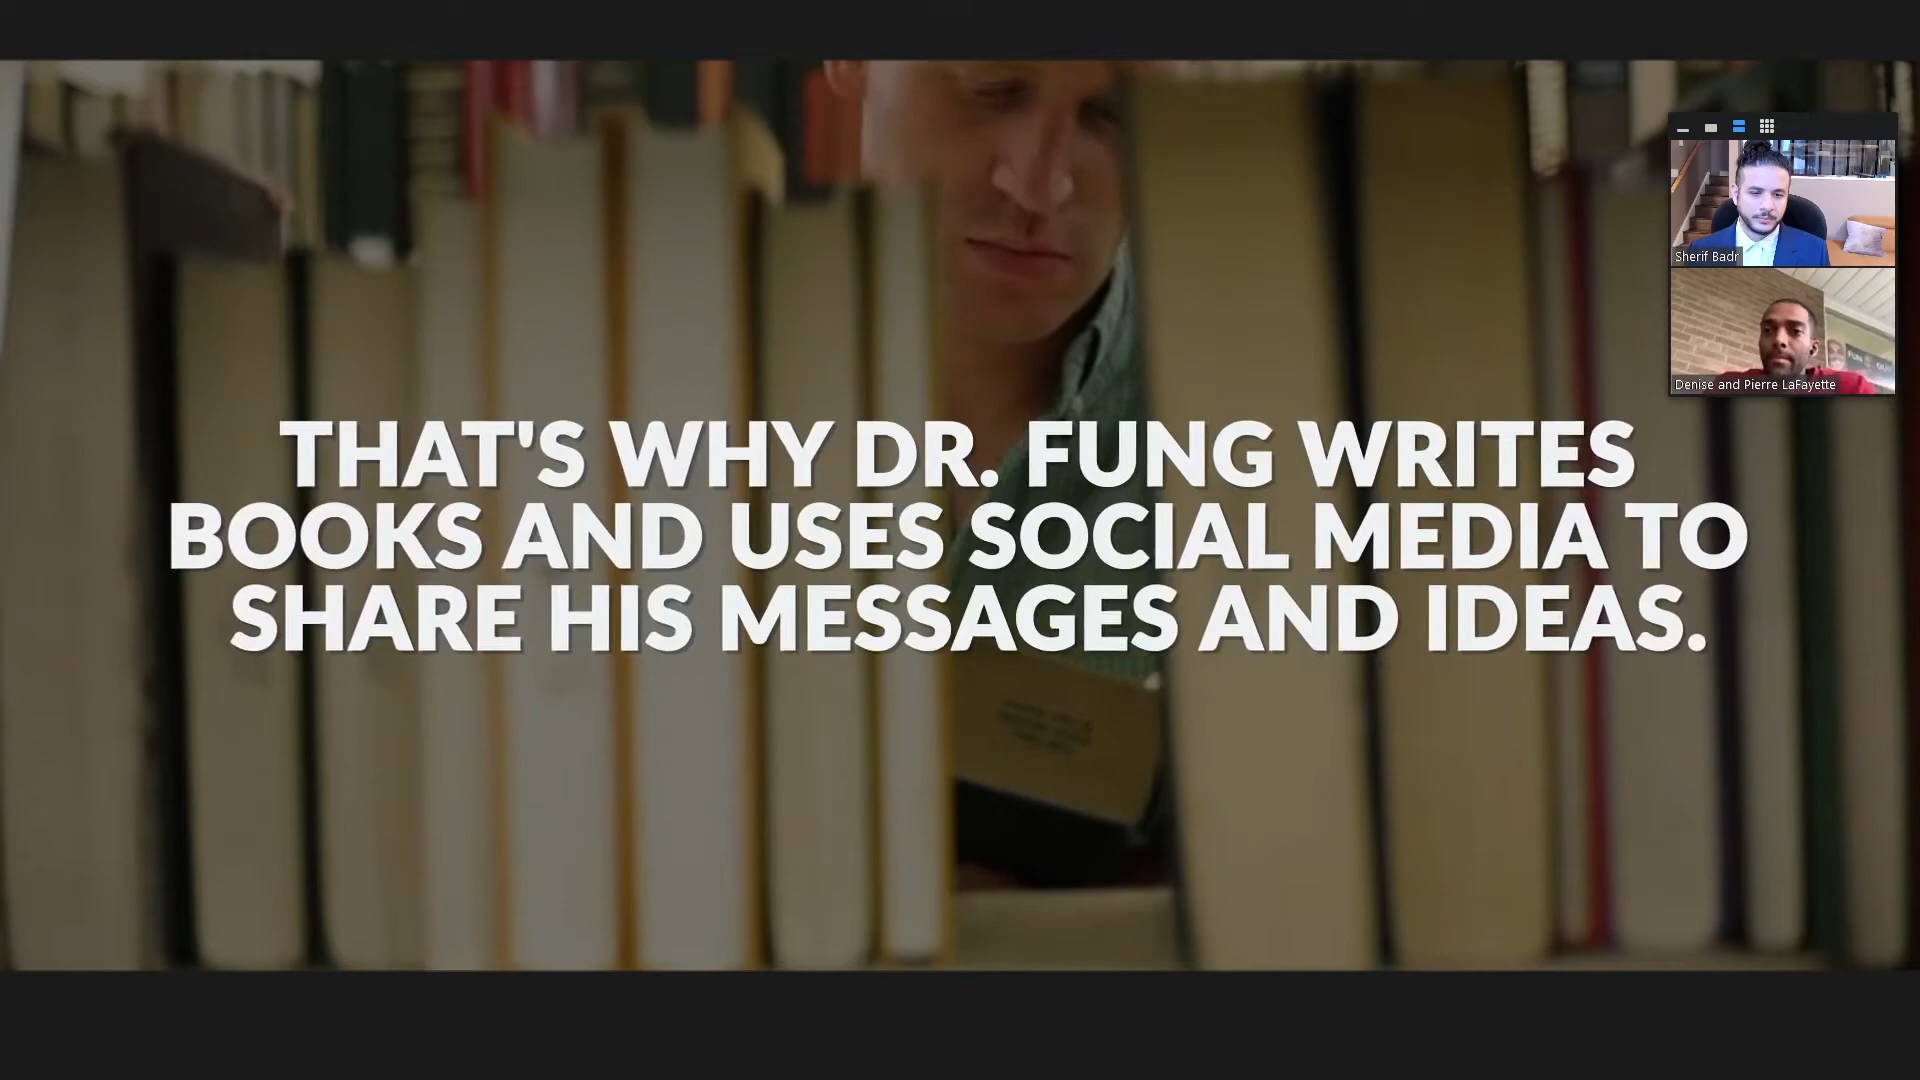 THAT'S WHY DR. FUNG WRITES
BOOKS AND USES SOCIAL MEDIA TO
SHARE HIS MESSAGES AND IDEAS.
Sherif Badr
FUN
Denise and Pierre LaFayette